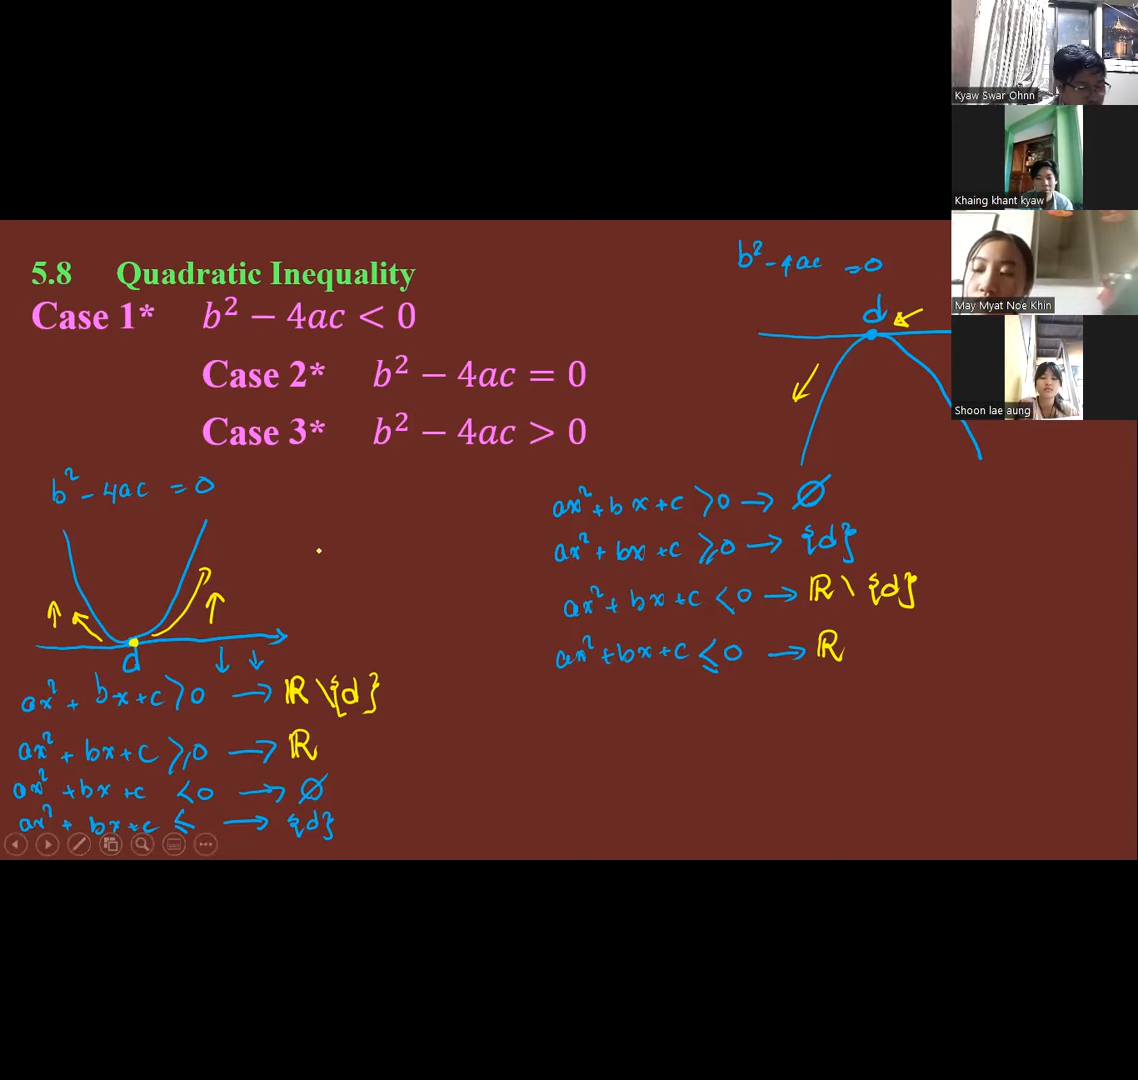 5.8 Quadratic Inequality
Case 1* b² − 4ac < 0
Case 2* b² − 4ac = 0
Case 3* b² − 4ac > 0
b² - 4ac = 0
d
ax² + bx + c > 0 → ℝ \ {d}
ax² + bx + c ≥ 0 → ℝ
ax² + bx + c < 0 → ∅
ax² + bx + c ≤ → {d}
b² - 4ac = 0
d
ax² + bx + c > 0 → ∅
ax² + bx + c ≥ 0 → {d}
ax² + bx + c < 0 → ℝ \ {d}
ax² + bx + c ≤ 0 → ℝ
Kyaw Swar Ohnn
Khaing khant kyaw
May Myat Noe Khin
Shoon lae aung